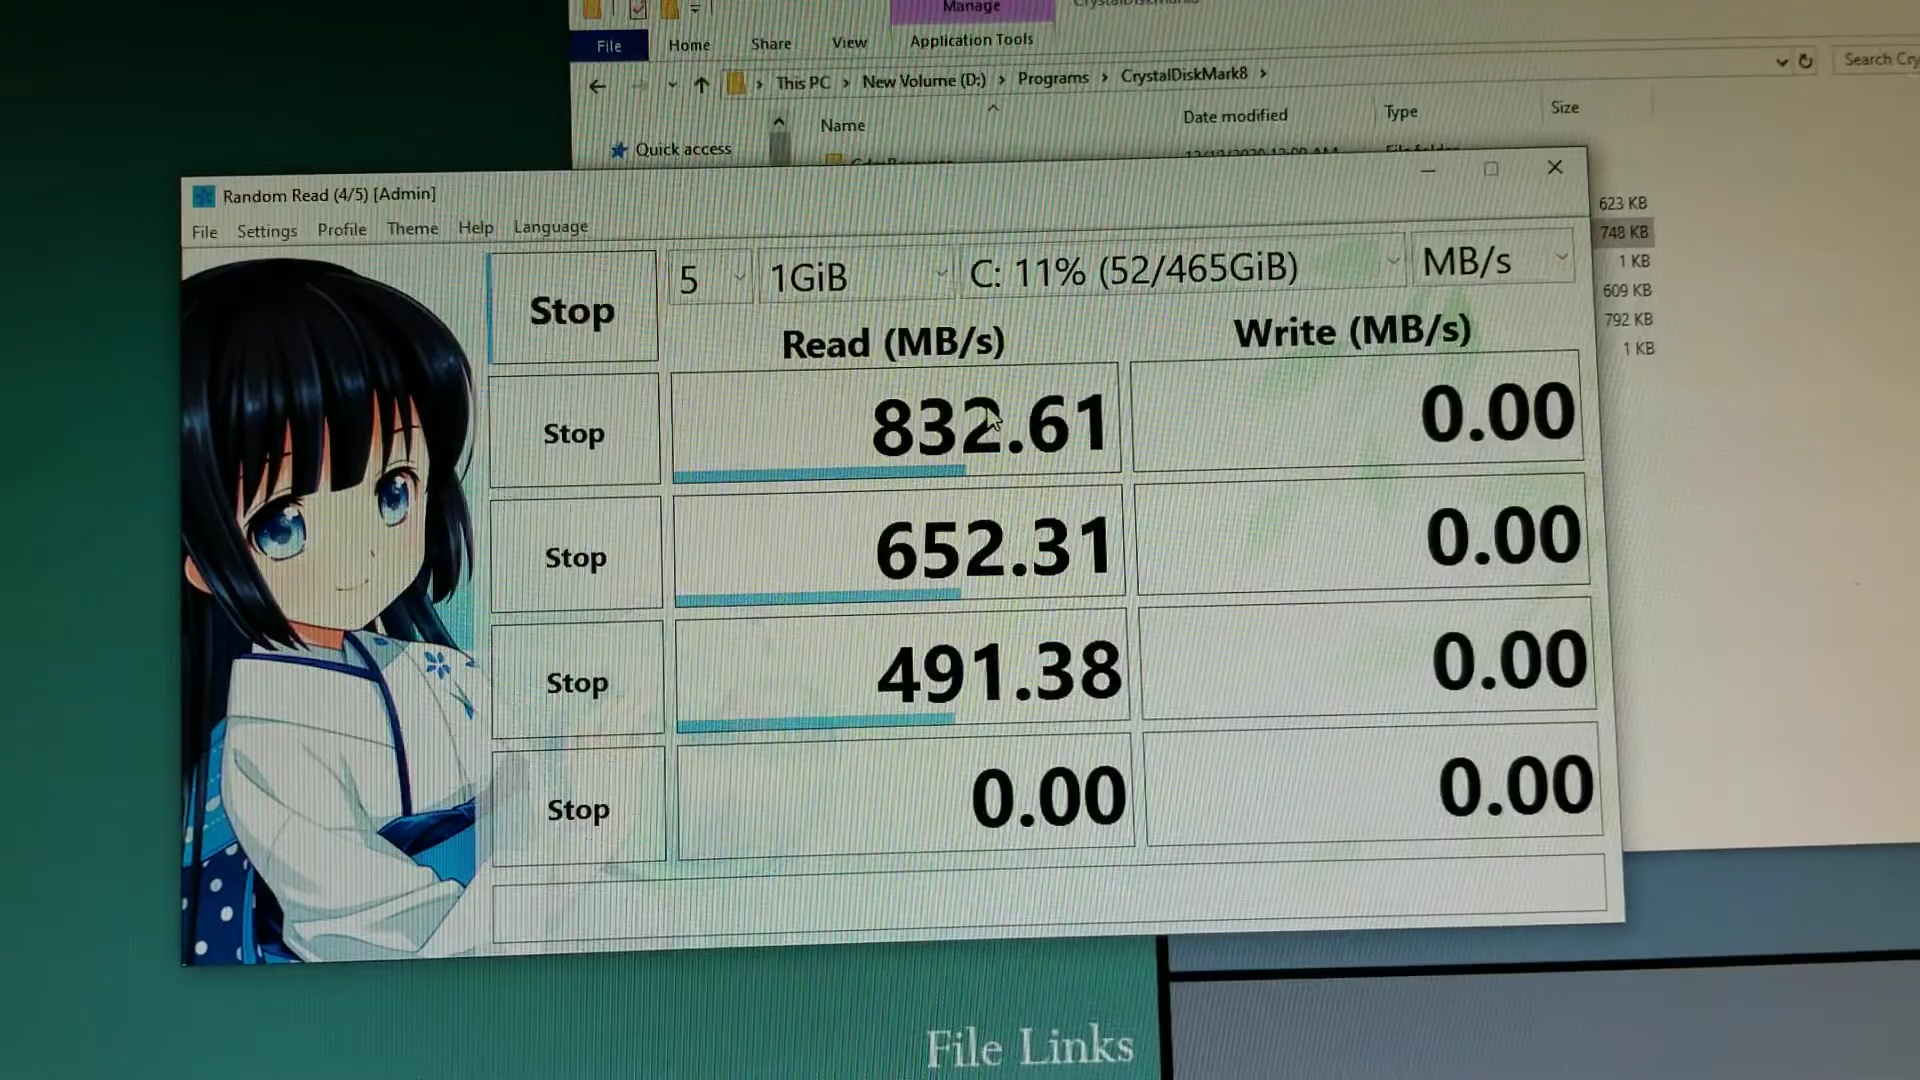 Manage
File Home Share View Application Tools
This PC > New Volume (D:) > Programs > CrystalDiskMark8 >
Search
Name Date modified Type Size
Quick access
623 KB
748 KB
1 KB
609 KB
792 KB
1 KB
Random Read (4/5) [Admin]
File Settings Profile Theme Help Language
Stop 5 1GiB C: 11% (52/465GiB) MB/s
Read (MB/s) Write (MB/s)
Stop 832.61 0.00
Stop 652.31 0.00
Stop 491.38 0.00
Stop 0.00 0.00
File Links